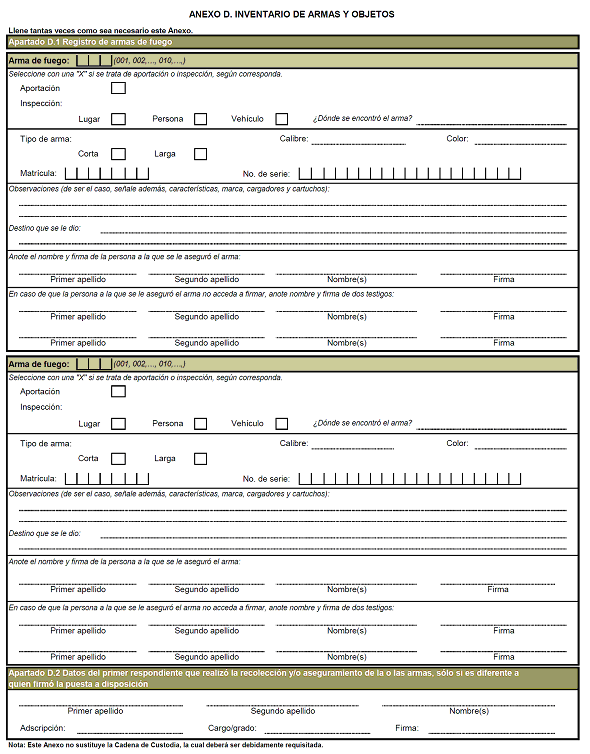 ANEXO D. INVENTARIO DE ARMAS Y OBJETOS
Llene tantas veces como sea necesario este Anexo.
Apartado D.1 Registro de armas de fuego
Arma de fuego: (001, 002,..., 010,...,)
Seleccione con una "X" si se trata de aportación o inspección, según corresponda.
Aportación
Inspección:
Lugar Persona Vehículo ¿Dónde se encontró el arma?
Tipo de arma: Calibre: Color:
Corta Larga
Matrícula: No. de serie:
Observaciones (de ser el caso, señale además, características, marca, cargadores y cartuchos):
Destino que se le dio:
Anote el nombre y firma de la persona a la que se le aseguró el arma:
Primer apellido Segundo apellido Nombre(s) Firma
En caso de que la persona a la que se le aseguró el arma no acceda a firmar, anote nombre y firma de dos testigos:
Primer apellido Segundo apellido Nombre(s) Firma
Primer apellido Segundo apellido Nombre(s) Firma
Arma de fuego: (001, 002,..., 010,...,)
Seleccione con una "X" si se trata de aportación o inspección, según corresponda.
Aportación
Inspección:
Lugar Persona Vehículo ¿Dónde se encontró el arma?
Tipo de arma: Calibre: Color:
Corta Larga
Matrícula: No. de serie:
Observaciones (de ser el caso, señale además, características, marca, cargadores y cartuchos):
Destino que se le dio:
Anote el nombre y firma de la persona a la que se le aseguró el arma:
Primer apellido Segundo apellido Nombre(s) Firma
En caso de que la persona a la que se le aseguró el arma no acceda a firmar, anote nombre y firma de dos testigos:
Primer apellido Segundo apellido Nombre(s) Firma
Primer apellido Segundo apellido Nombre(s) Firma
Apartado D.2 Datos del primer respondiente que realizó la recolección y/o aseguramiento de la o las armas, sólo si es diferente a
quien firmó la puesta a disposición
Primer apellido Segundo apellido Nombre(s)
Adscripción: Cargo/grado: Firma:
Nota: Este Anexo no sustituye la Cadena de Custodia, la cual deberá ser debidamente requisitada.